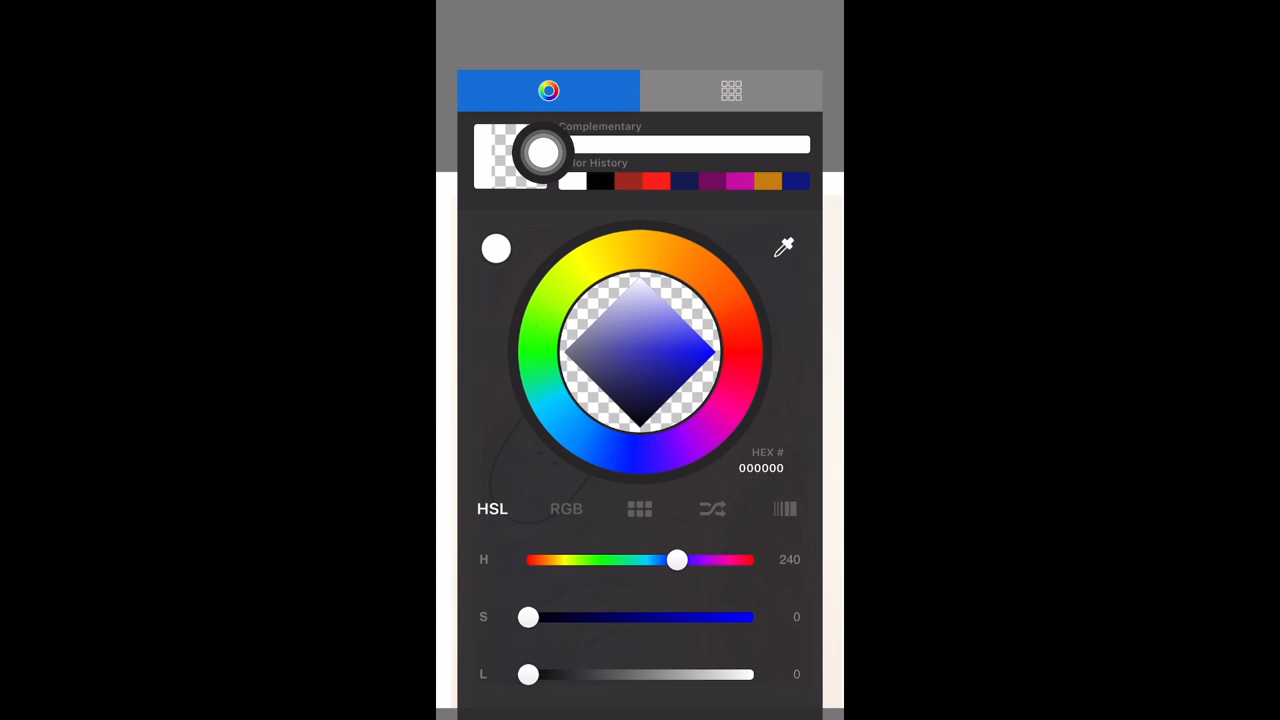 Complementary
lor History
HEX #
000000
HSL RGB
H 240
S 0
L 0